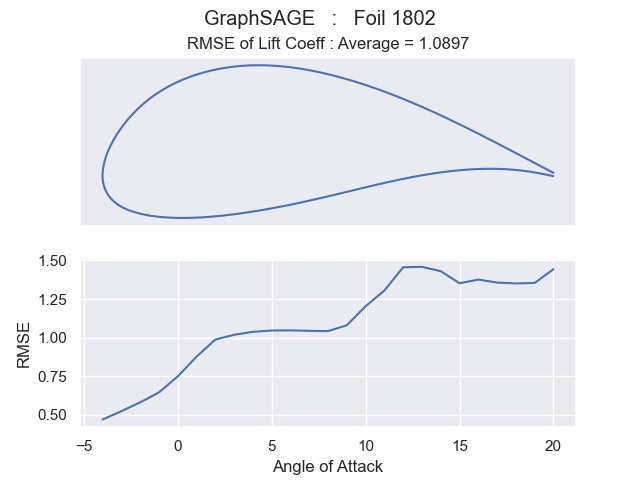 GraphSAGE   :   Foil 1802
RMSE of Lift Coeff : Average = 1.0897
1.50
1.25
1.00
0.75
0.50
RMSE
−5 0 5 10 15 20
Angle of Attack